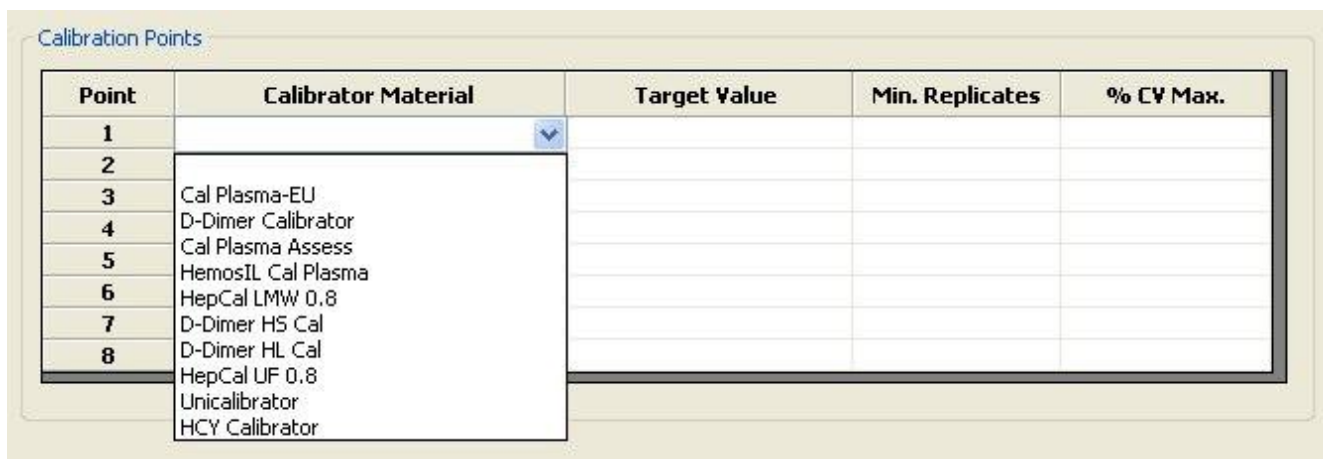 Calibration Points
Point Calibrator Material Target Value Min. Replicates % CV Max.
1
2
3
4
5
6
7
8
Cal Plasma-EU
D-Dimer Calibrator
Cal Plasma Assess
HemosIL Cal Plasma
HepCal LMW 0.8
D-Dimer HS Cal
D-Dimer HL Cal
HepCal UF 0.8
Unicalibrator
HCY Calibrator